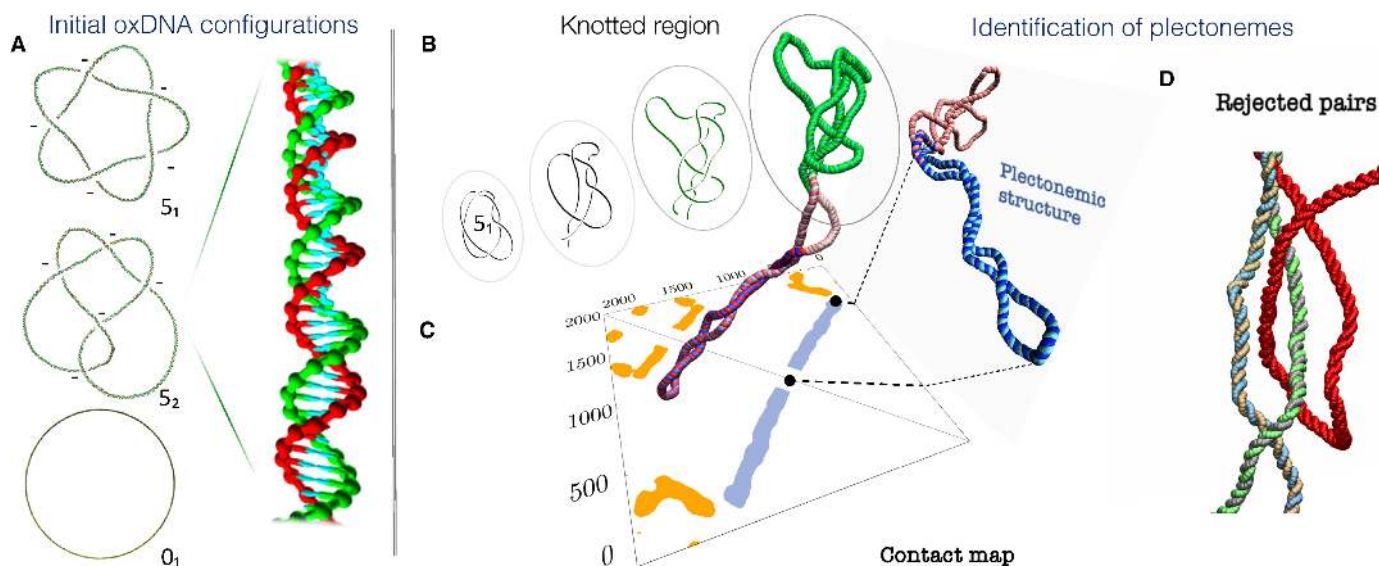 Initial oxDNA configurations
Knotted region
Identification of plectonemes
A
B
D
Rejected pairs
-
-
-
-
-
5₁
5₁
Plectonemic
structure
-
-
-
-
-
5₂
0₁
C
0
1000
1500
2000
2000
1500
1000
500
0
Contact map